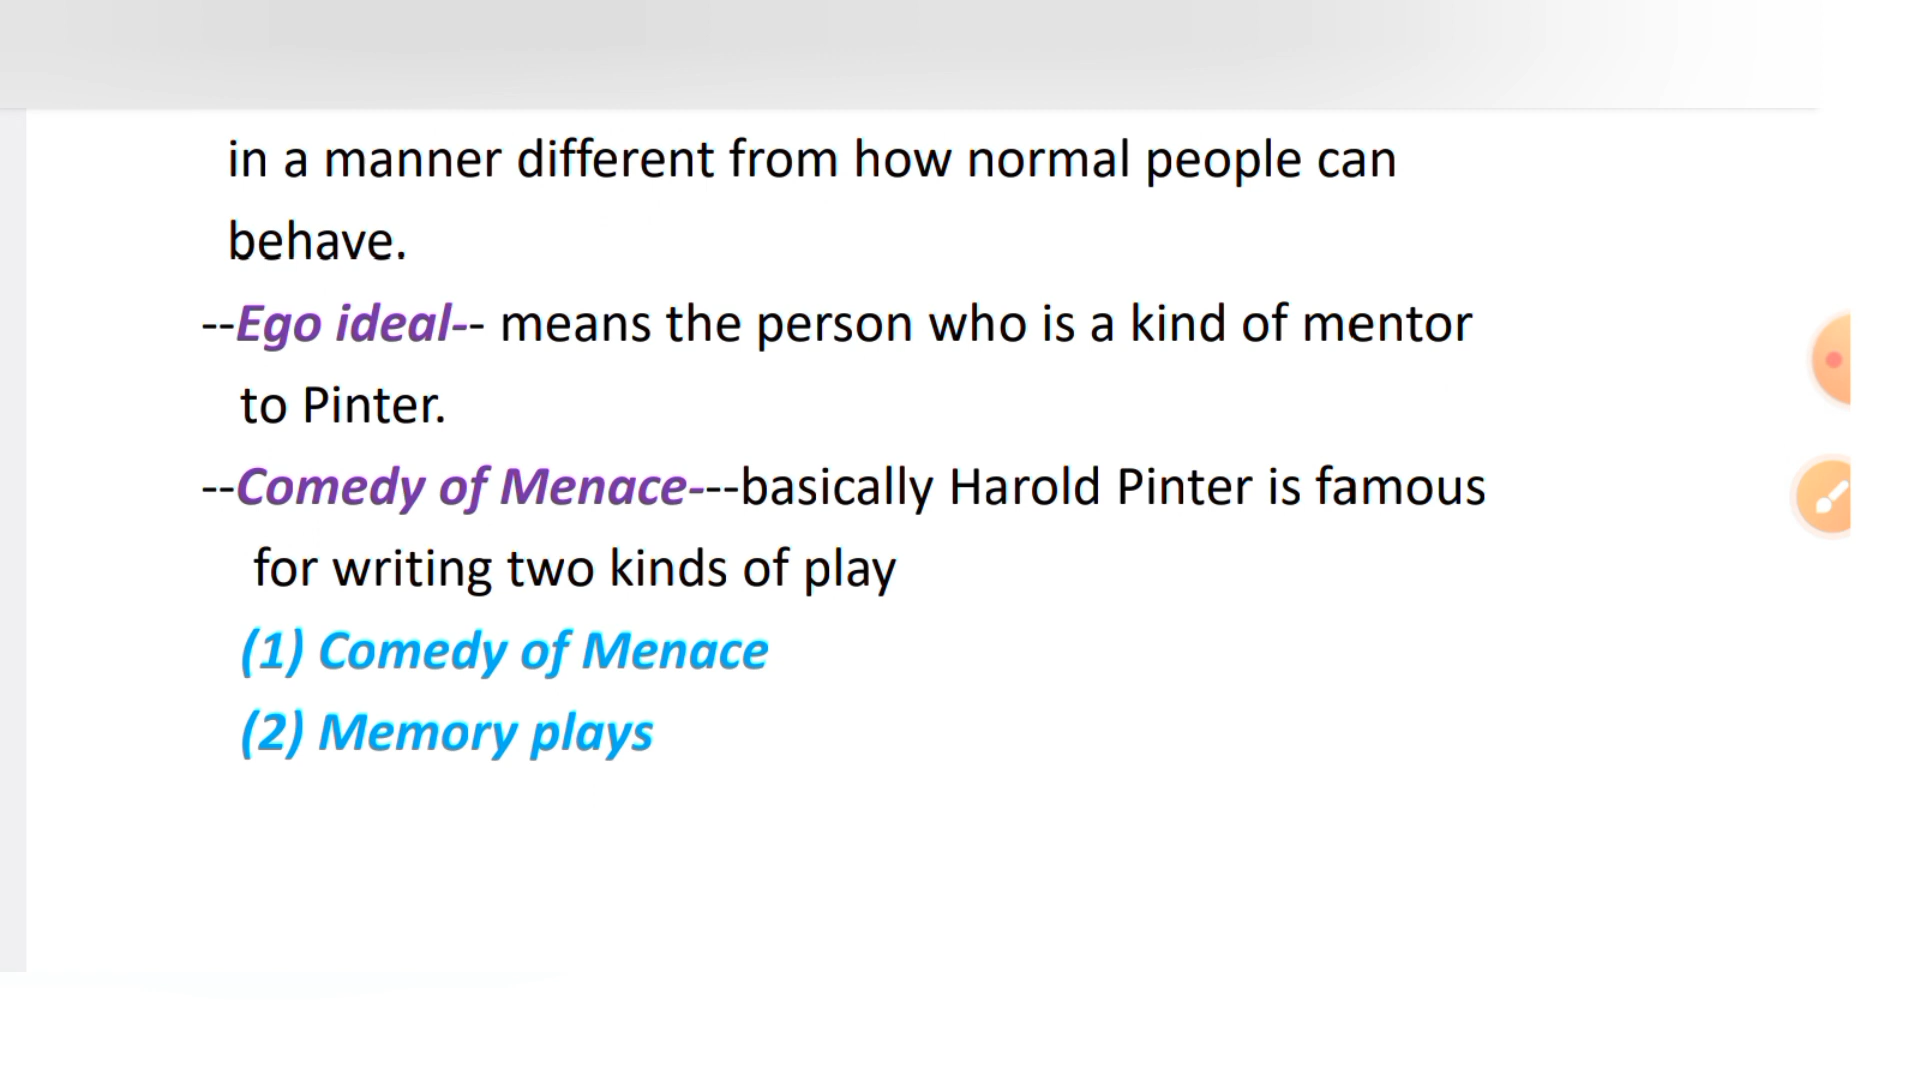 in a manner different from how normal people can
behave.
--Ego ideal-- means the person who is a kind of mentor
to Pinter.
--Comedy of Menace---basically Harold Pinter is famous
for writing two kinds of play
(1) Comedy of Menace
(2) Memory plays